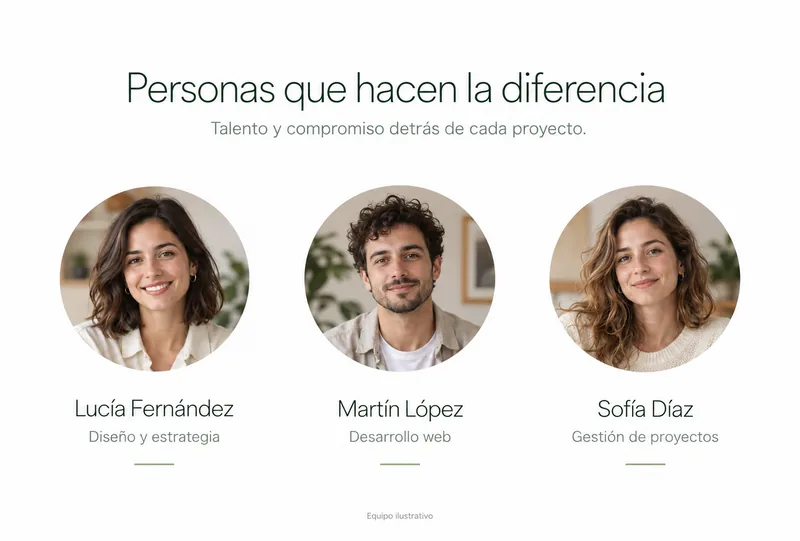 Personas que hacen la diferencia
Talento y compromiso detrás de cada proyecto.
Lucía Fernández
Diseño y estrategia
Martín López
Desarrollo web
Sofía Díaz
Gestión de proyectos
Equipo ilustrativo